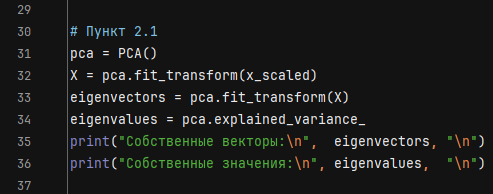 29
30 # Пункт 2.1
31 pca = PCA()
32 X = pca.fit_transform(x_scaled)
33 eigenvectors = pca.fit_transform(X)
34 eigenvalues = pca.explained_variance_
35 print("Собственные векторы:\n",  eigenvectors, "\n")
36 print("Собственные значения:\n", eigenvalues,  "\n")
37